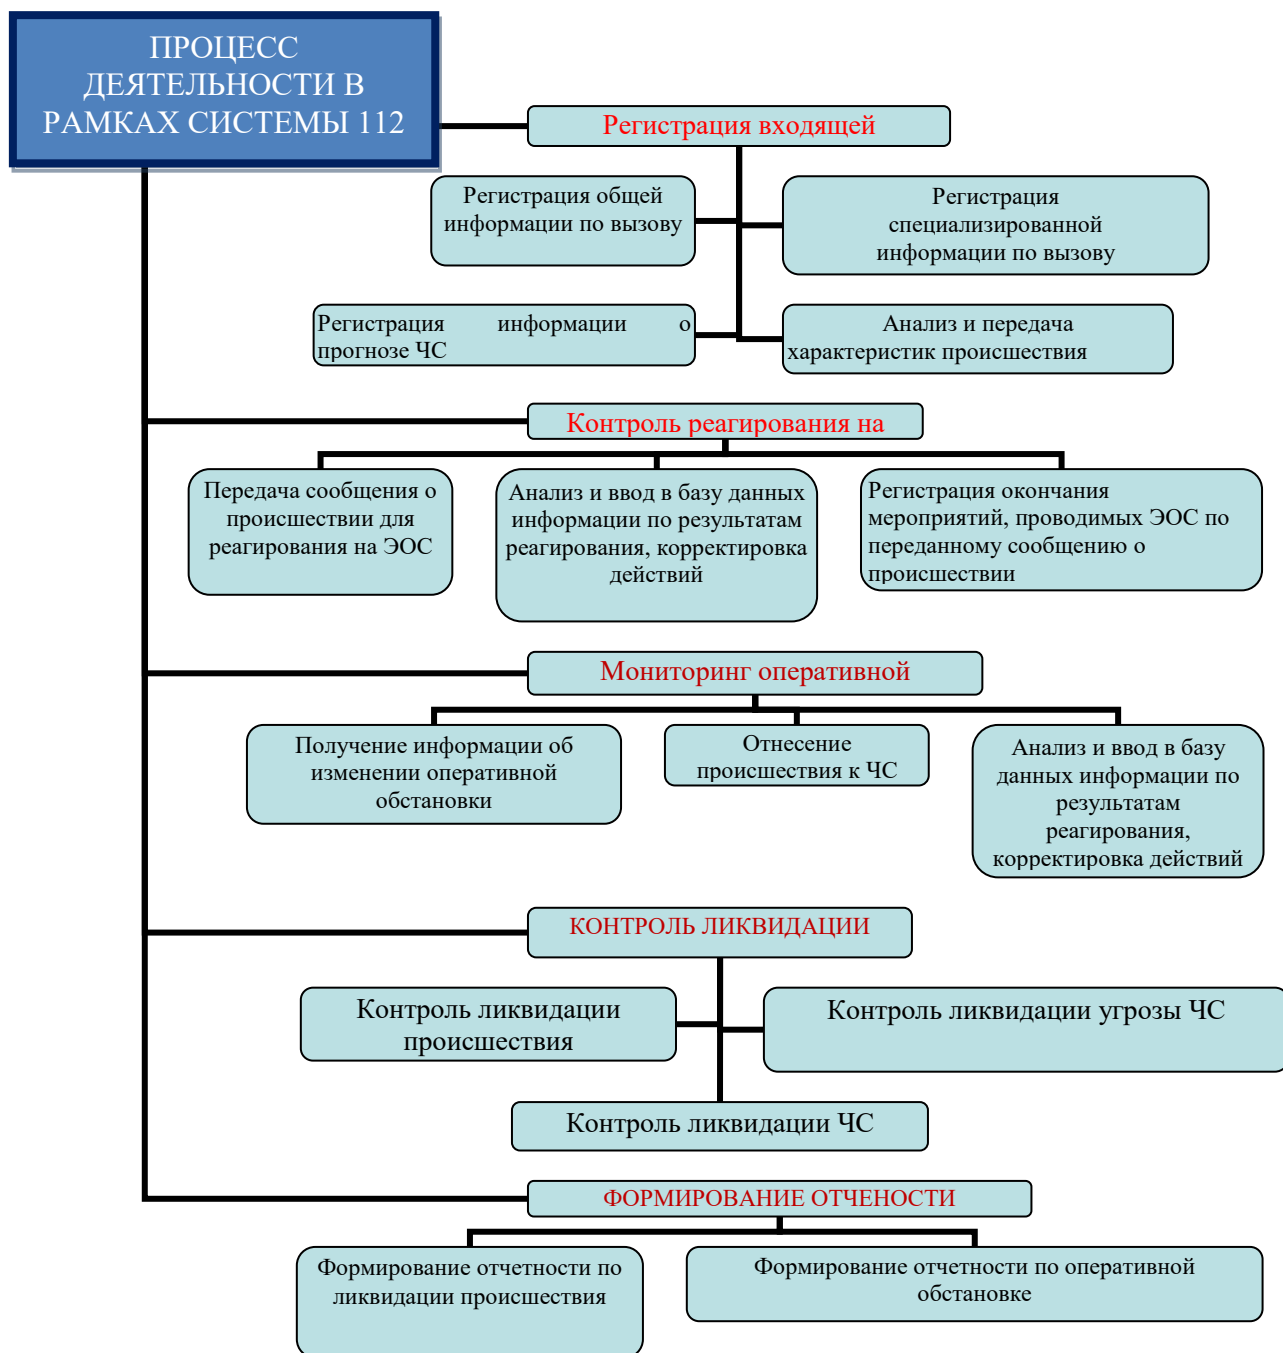 ПРОЦЕСС
ДЕЯТЕЛЬНОСТИ В
РАМКАХ СИСТЕМЫ 112
Регистрация входящей
Регистрация общей
информации по вызову
Регистрация
специализированной
информации по вызову
Регистрация информации о
прогнозе ЧС
Анализ и передача
характеристик происшествия
Контроль реагирования на
Передача сообщения о
происшествии для
реагирования на ЭОС
Анализ и ввод в базу данных
информации по результатам
реагирования, корректировка
действий
Регистрация окончания
мероприятий, проводимых ЭОС по
переданному сообщению о
происшествии
Мониторинг оперативной
Получение информации об
изменении оперативной
обстановки
Отнесение
происшествия к ЧС
Анализ и ввод в базу
данных информации по
результатам
реагирования,
корректировка действий
КОНТРОЛЬ ЛИКВИДАЦИИ
Контроль ликвидации
происшествия
Контроль ликвидации угрозы ЧС
Контроль ликвидации ЧС
ФОРМИРОВАНИЕ ОТЧЕНОСТИ
Формирование отчетности по
ликвидации происшествия
Формирование отчетности по оперативной
обстановке